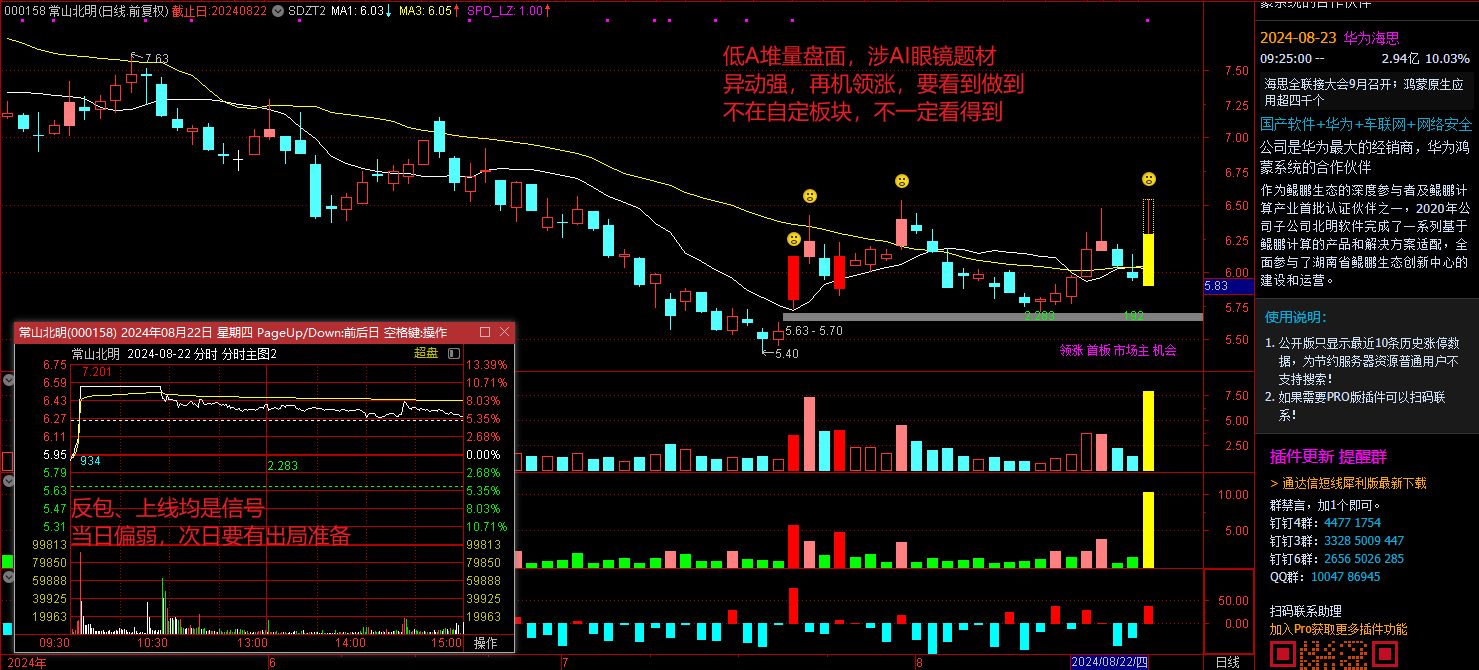 000158 常山北明(日线.前复权) 截止日:20240822 SDZT2 MA1: 6.03↓ MA3: 6.05↑ SPD_LZ: 1.00↑
7.63
低A堆量盘面，涉AI眼镜题材
异动强，再机领涨，要看到做到
不在自定板块，不一定看得到
5.63 - 5.70
5.40
领涨 首板 市场主 机会
7.50
7.25
7.00
6.75
6.50
6.25
6.00
5.83
5.75
5.50
7.50
5.00
2.50
10.00
5.00
50.00
0.00
常山北明(000158) 2024年08月22日 星期四 PageUp/Down:前后日 空格键:操作
常山北明 2024-08-22 分时 分时主图2
超盘
6.75 13.39%
6.59 10.71%
6.43 8.03%
6.27 5.35%
6.11 2.68%
5.95 0.00%
5.79 2.68%
5.63 5.35%
5.47 8.03%
5.31 10.71%
7.201
934
2.283
反包、上线均是信号
当日偏弱，次日要有出局准备
99813 99813
79850 79850
59888 59888
39925 39925
19963 19963
09:30 10:30 13:00 14:00 15:00 操作
2024年 6 7 8 2024/08/22/四 日线
蒙系统的合作伙伴
2024-08-23 华为海思
09:25:00 -- 2.94亿 10.03%
海思全联接大会9月召开；鸿蒙原生应
用超四千个
国产软件+华为+车联网+网络安全
公司是华为最大的经销商，华为鸿
蒙系统的合作伙伴
作为鲲鹏生态的深度参与者及鲲鹏计
算产业首批认证伙伴之一，2020年公
司子公司北明软件完成了一系列基于
鲲鹏计算的产品和解决方案适配，全
面参与了湖南省鲲鹏生态创新中心的
建设和运营。
使用说明：
1. 公开版只显示最近10条历史涨停数
据，为节约服务器资源普通用户不
支持搜索！
2. 如果需要PRO版插件可以扫码联
系！
插件更新 提醒群
> 通达信短线犀利版最新下载
群禁言，加1个即可。
钉钉4群：4477 1754
钉钉3群：3328 5009 447
钉钉6群：2656 5026 285
QQ群：10047 86945
扫码联系助理
加入Pro获取更多插件功能